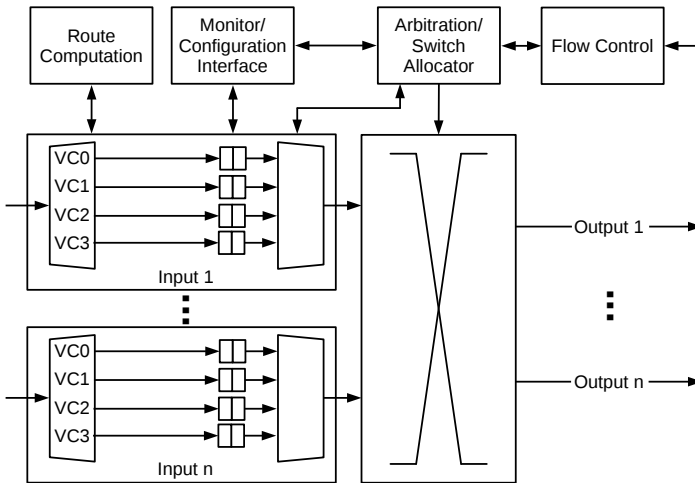 Route
Computation
Monitor/
Configuration
Interface
Arbitration/
Switch
Allocator
Flow Control
VC0
VC1
VC2
VC3
Input 1
VC0
VC1
VC2
VC3
Input n
Output 1
Output n